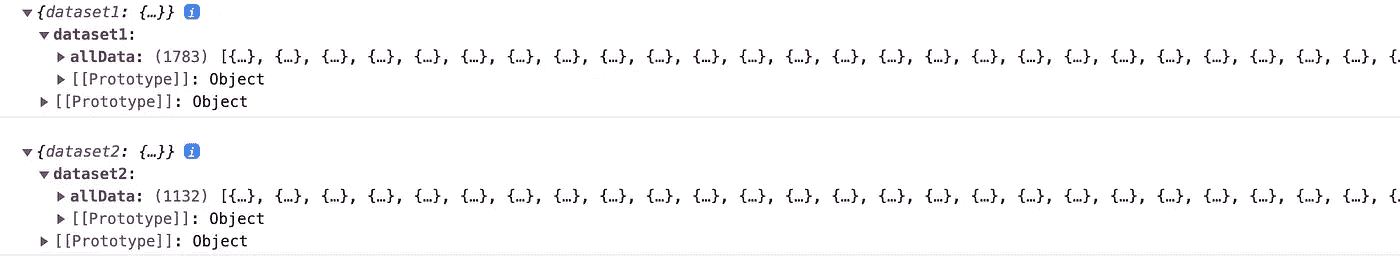 ▼{dataset1: {…}} i
▼dataset1:
▶allData: (1783) [{…}, {…}, {…}, {…}, {…}, {…}, {…}, {…}, {…}, {…}, {…}, {…}, {…}, {…}, {…}, {…}, {…}, {…}, {…}, {…}, {…}, {…}, {…}, {…}, {…}, {…
▶[[Prototype]]: Object
▶[[Prototype]]: Object
▼{dataset2: {…}} i
▼dataset2:
▶allData: (1132) [{…}, {…}, {…}, {…}, {…}, {…}, {…}, {…}, {…}, {…}, {…}, {…}, {…}, {…}, {…}, {…}, {…}, {…}, {…}, {…}, {…}, {…}, {…}, {…}, {…}, {…
▶[[Prototype]]: Object
▶[[Prototype]]: Object